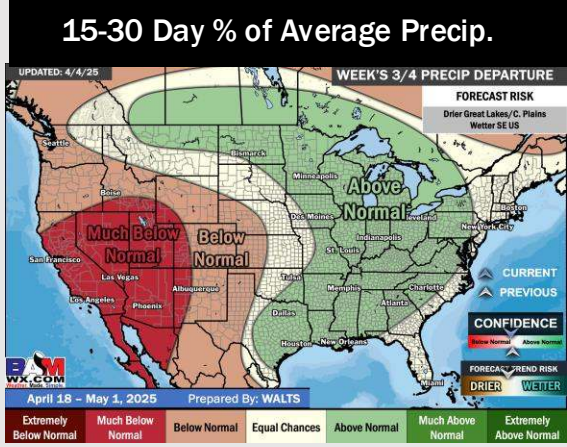 15-30 Day % of Average Precip.
UPDATED: 4/4/25
WEEK'S 3/4 PRECIP DEPARTURE
FORECAST RISK
Drier Great Lakes/C. Plains
Wetter SE US
Seattle
Bismarck
Minneapolis
Boise
Above
Normal
Boston
Des Moines
Cleveland
New York City
Much Below
Normal
Below
Normal
Indianapolis
San Francisco
St. Louis
Las Vegas
Tulsa
CURRENT
Los Angeles
Albuquerque
Memphis
Charlotte
PREVIOUS
Phoenix
Atlanta
Dallas
CONFIDENCE
Below Normal Above Normal
Houston
New Orleans
BAM
WX.COM
Weather Made Simple
Miami
FORECAST TREND RISK
DRIER WETTER
April 18 – May 1, 2025
Prepared By: WALTS
Extremely
Below Normal
Much Below
Normal
Below Normal
Equal Chances
Above Normal
Much Above
Normal
Extremely
Above Normal